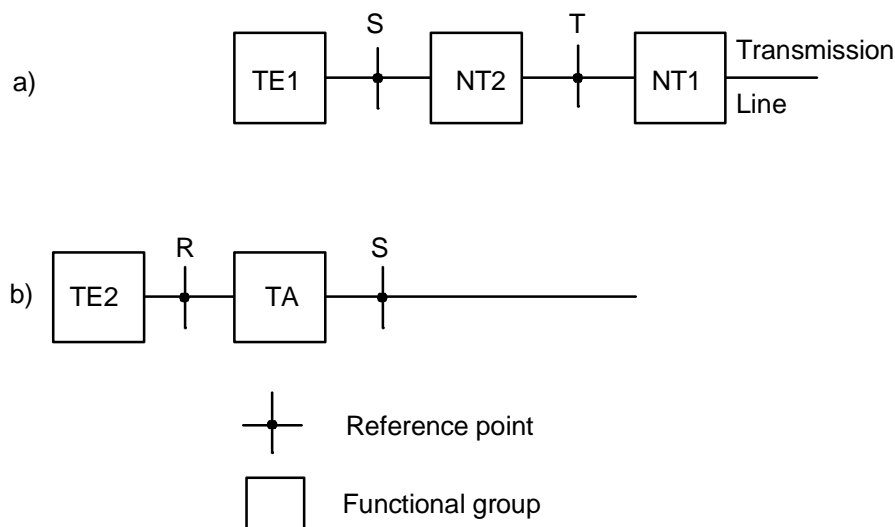 S
T
a)
TE1
NT2
NT1
Transmission
Line
R
S
b)
TE2
TA
Reference point
Functional group